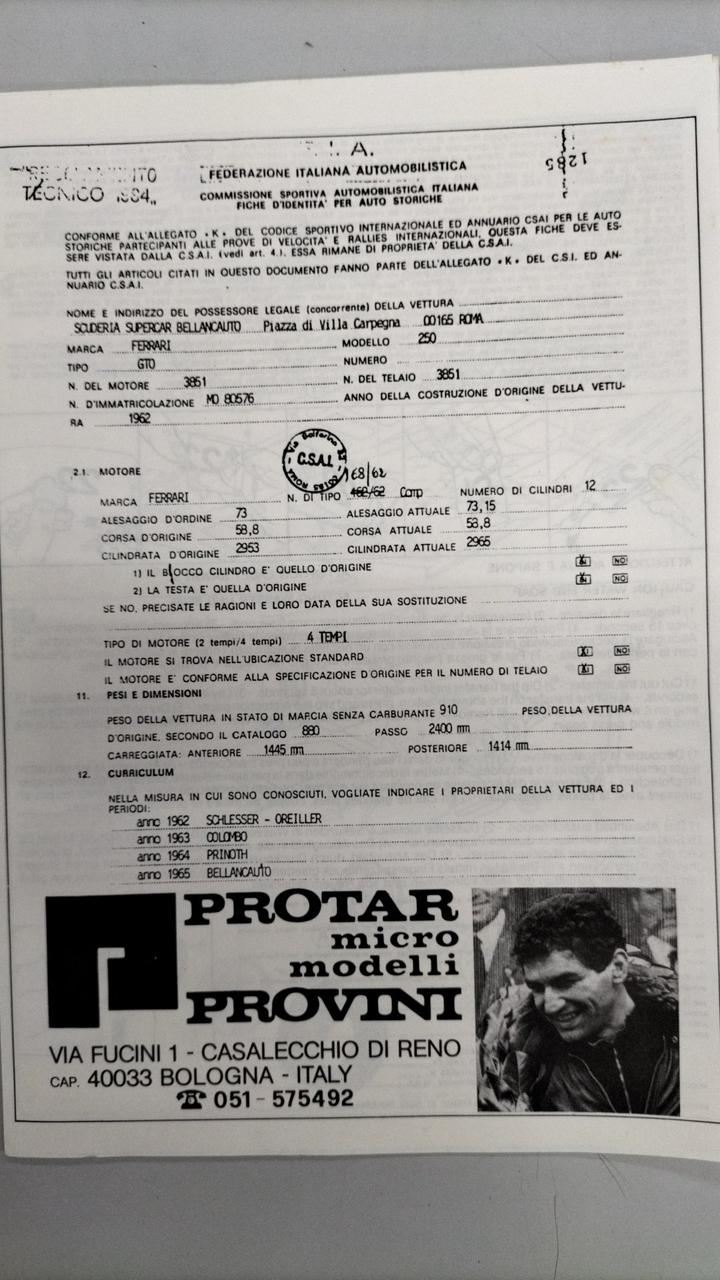 F. I. A.
REGOLAMENTO
TECNICO 1984"
FEDERAZIONE ITALIANA AUTOMOBILISTICA
1285
COMMISSIONE SPORTIVA AUTOMOBILISTICA ITALIANA
FICHE D'IDENTITA' PER AUTO STORICHE
CONFORME ALL'ALLEGATO «K» DEL CODICE SPORTIVO INTERNAZIONALE ED ANNUARIO CSAI PER LE AUTO
STORICHE PARTECIPANTI ALLE PROVE DI VELOCITA' E RALLIES INTERNAZIONALI, QUESTA FICHE DEVE ES-
SERE VISTATA DALLA C.S.A.I. (vedi art. 4.). ESSA RIMANE DI PROPRIETA' DELLA C.S.A.I.
TUTTI GLI ARTICOLI CITATI IN QUESTO DOCUMENTO FANNO PARTE DELL'ALLEGATO «K» DEL C.S.I. ED AN-
NUARIO C.S.A.I.
NOME E INDIRIZZO DEL POSSESSORE LEGALE (concorrente) DELLA VETTURA
SCUDERIA SUPERCAR BELLANCAUTO Piazza di Villa Carpegna 00165 ROMA
MARCA FERRARI MODELLO 250
TIPO GTO NUMERO
N. DEL MOTORE 3851 N. DEL TELAIO 3851
N. D'IMMATRICOLAZIONE MO 80576 ANNO DELLA COSTRUZIONE D'ORIGINE DELLA VETTU-
RA 1962
Via Solferino 32 - 00185 ROMA - C.S.A.I.
2.1. MOTORE 168/62
MARCA FERRARI N. DI TIPO 462/62 Comp NUMERO DI CILINDRI 12
ALESAGGIO D'ORDINE 73 ALESAGGIO ATTUALE 73,15
CORSA D'ORIGINE 58,8 CORSA ATTUALE 58,8
CILINDRATA D'ORIGINE 2953 CILINDRATA ATTUALE 2965
1) IL BLOCCO CILINDRO E' QUELLO D'ORIGINE SI NO
2) LA TESTA E' QUELLA D'ORIGINE SI NO
SE NO, PRECISATE LE RAGIONI E LORO DATA DELLA SUA SOSTITUZIONE
TIPO DI MOTORE (2 tempi/4 tempi) 4 TEMPI
IL MOTORE SI TROVA NELL'UBICAZIONE STANDARD SI NO
IL MOTORE E' CONFORME ALLA SPECIFICAZIONE D'ORIGINE PER IL NUMERO DI TELAIO SI NO
11. PESI E DIMENSIONI
PESO DELLA VETTURA IN STATO DI MARCIA SENZA CARBURANTE 910 PESO DELLA VETTURA
D'ORIGINE, SECONDO IL CATALOGO 880 PASSO 2400 mm
CARREGGIATA: ANTERIORE 1445 mm POSTERIORE 1414 mm
12. CURRICULUM
NELLA MISURA IN CUI SONO CONOSCIUTI, VOGLIATE INDICARE I PROPRIETARI DELLA VETTURA ED I
PERIODI:
anno 1962 SCHLESSER - OREILLER
anno 1963 COLOMBO
anno 1964 PRINOTH
anno 1965 BELLANCAUTO
PROTAR
micro
modelli
PROVINI
VIA FUCINI 1 - CASALECCHIO DI RENO
CAP. 40033 BOLOGNA - ITALY
☎ 051-575492